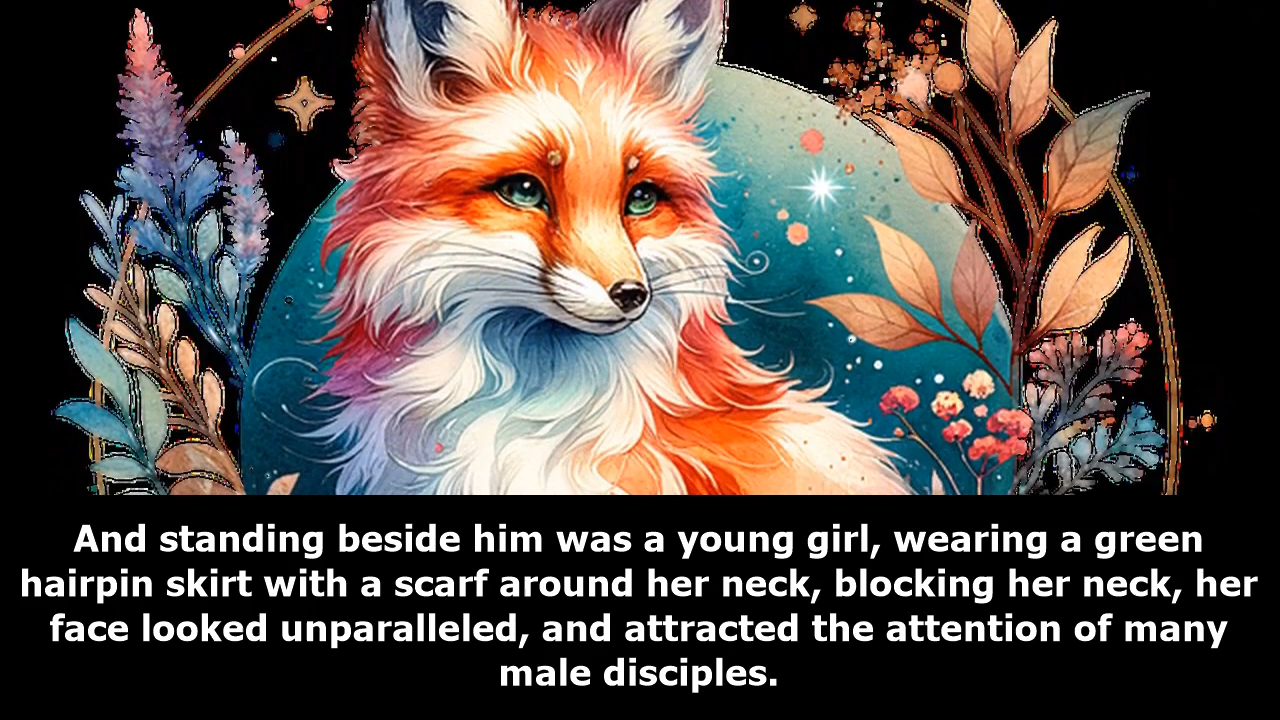 And standing beside him was a young girl, wearing a green
hairpin skirt with a scarf around her neck, blocking her neck, her
face looked unparalleled, and attracted the attention of many
male disciples.